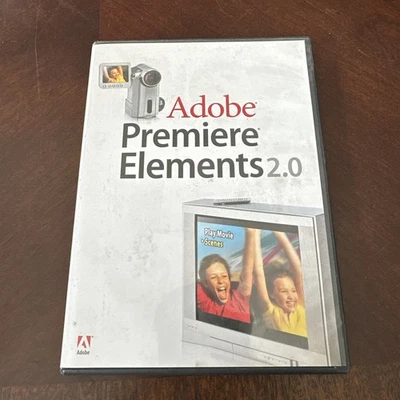 Adobe®
Premiere®
Elements 2.0
Play Movie
• Scenes
Adobe